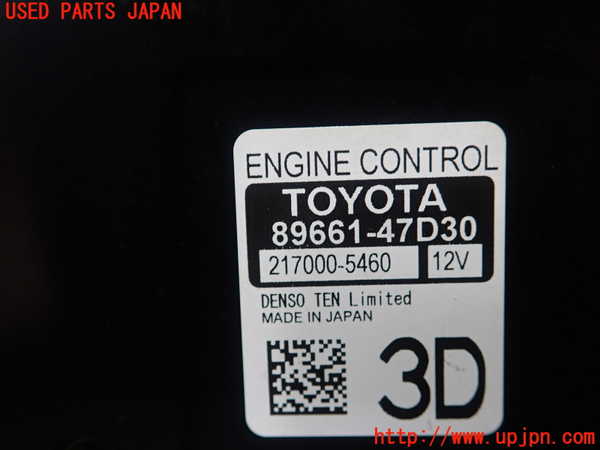 USED PARTS JAPAN
ENGINE CONTROL
TOYOTA
89661-47D30
217000-5460 12V
DENSO TEN Limited
MADE IN JAPAN
3D
http://www.upjpn.com/